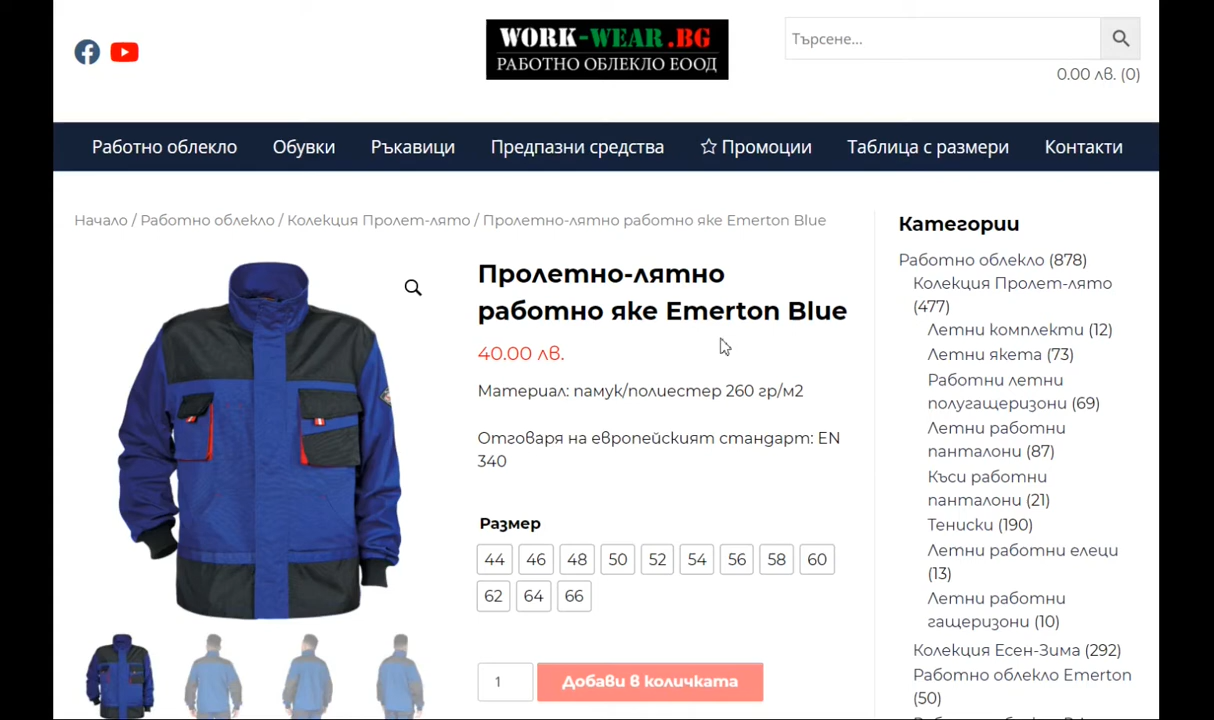 WORK-WEAR.BG
РАБОТНО ОБЛЕКЛО ЕООД
Търсене...
0.00 лв. (0)
Работно облекло
Обувки
Ръкавици
Предпазни средства
Промоции
Таблица с размери
Контакти
Начало / Работно облекло / Колекция Пролет-лято / Пролетно-лятно работно яке Emerton Blue
Пролетно-лятно
работно яке Emerton Blue
40.00 лв.
Материал: памук/полиестер 260 гр/м2
Отговаря на европейският стандарт: EN
340
Размер
44 46 48 50 52 54 56 58 60
62 64 66
1
Добави в количката
Категории
Работно облекло (878)
Колекция Пролет-лято
(477)
Летни комплекти (12)
Летни якета (73)
Работни летни
полугащеризони (69)
Летни работни
панталони (87)
Къси работни
панталони (21)
Тениски (190)
Летни работни елеци
(13)
Летни работни
гащеризони (10)
Колекция Есен-Зима (292)
Работно облекло Emerton
(50)